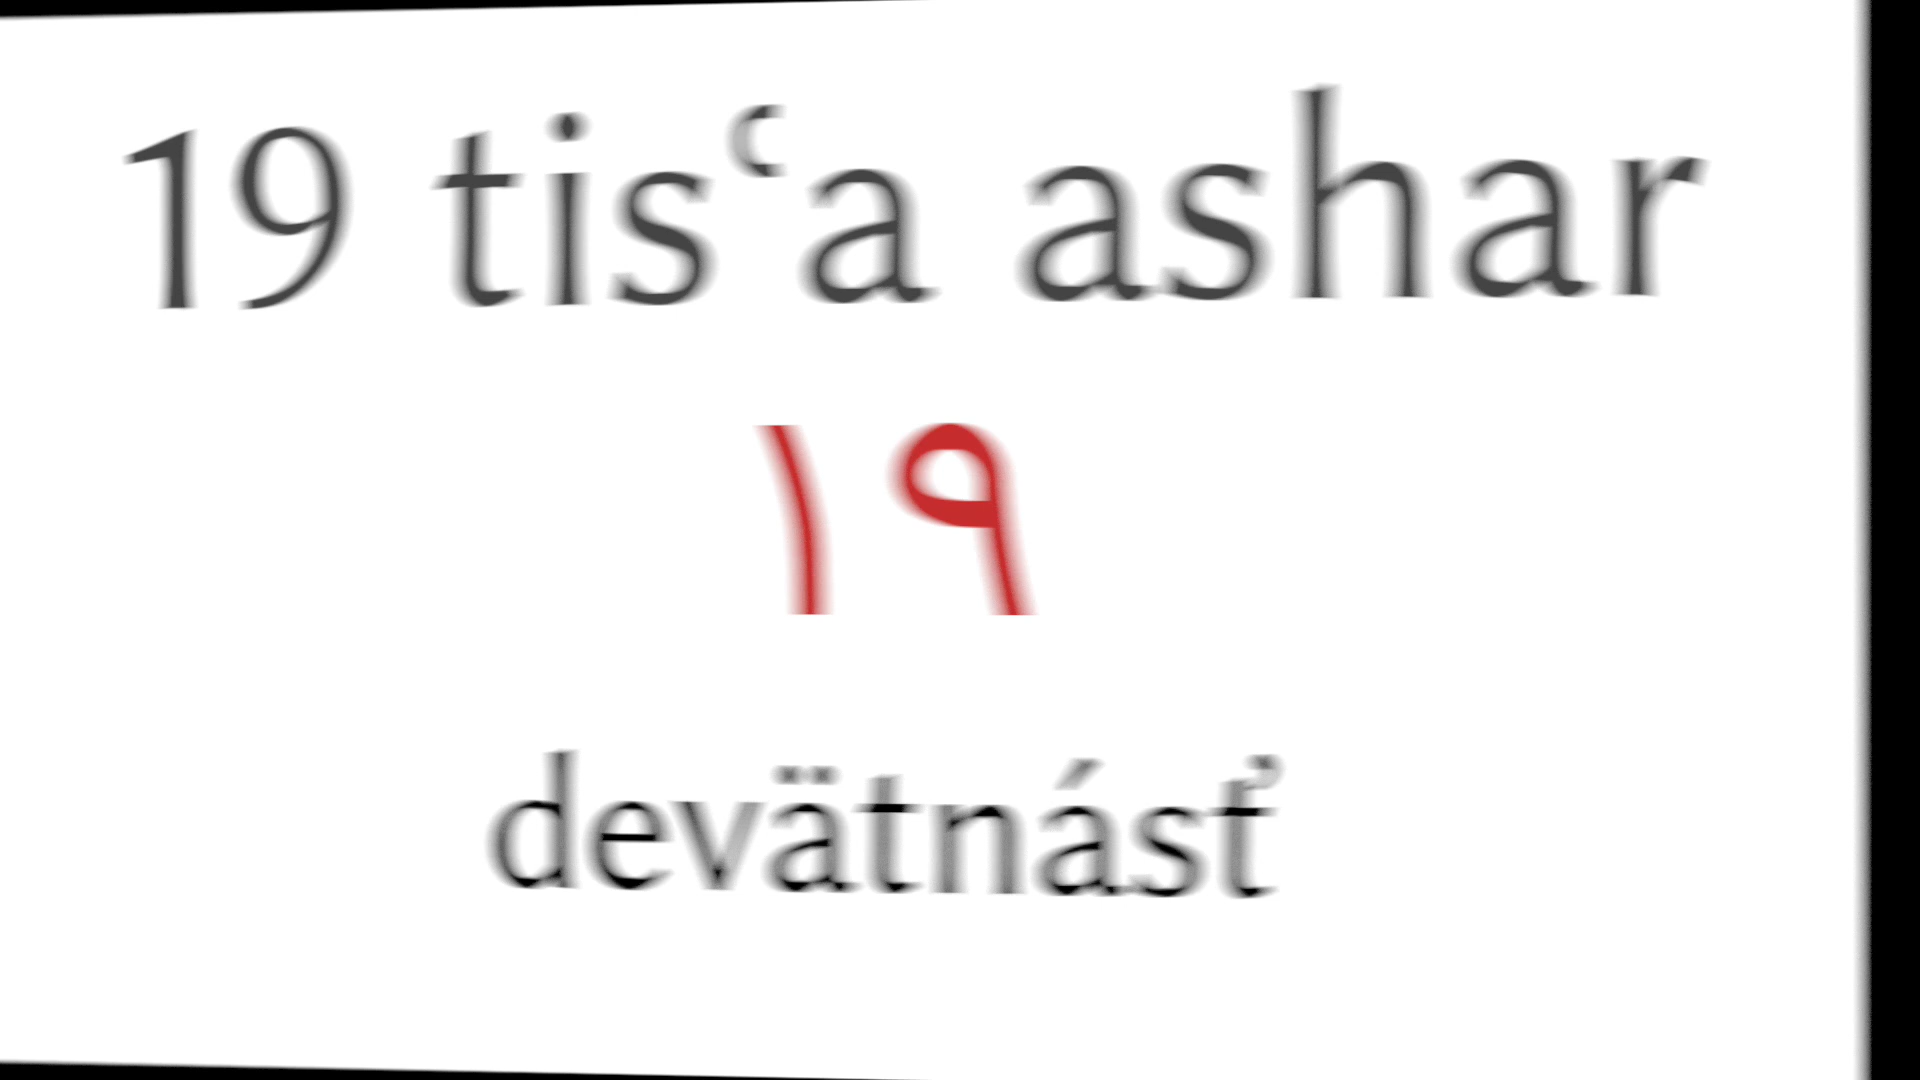 19 tisʿa ashar
١٩
devätnásť